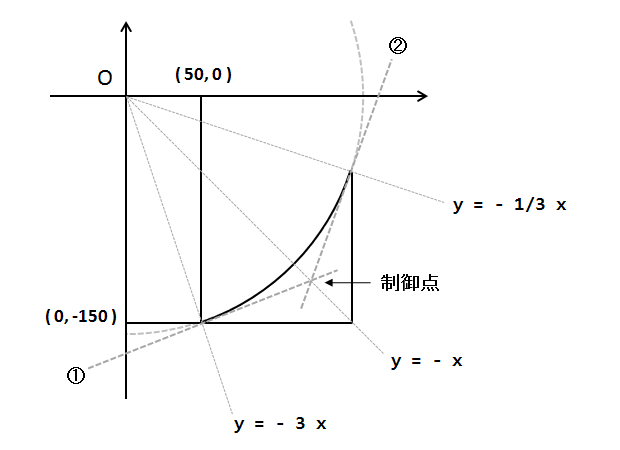 ②
O
(50,0)
y = - 1/3 x
制御点
(0,-150)
y = - x
①
y = - 3 x